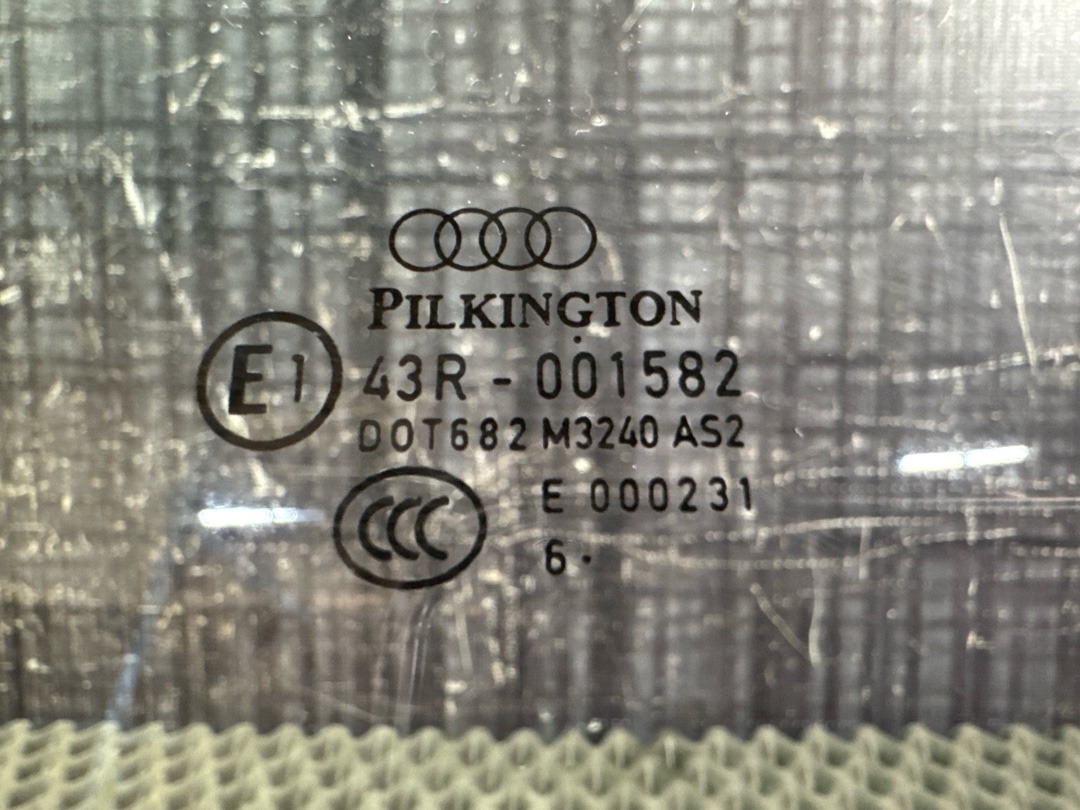 PILKINGTON
E1 43R - 001582
DOT682 M3240 AS2
CCC E 000231
6 ·